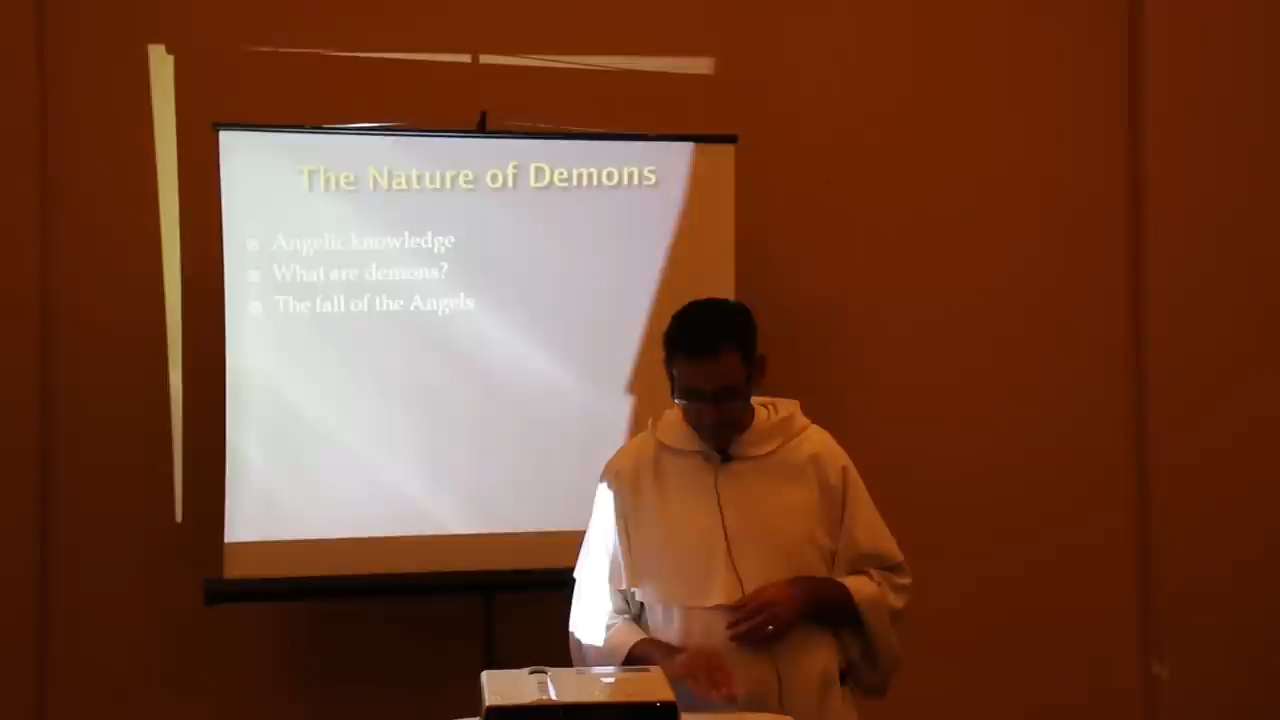 The Nature of Demons
Angelic knowledge
What are demons?
The fall of the Angels